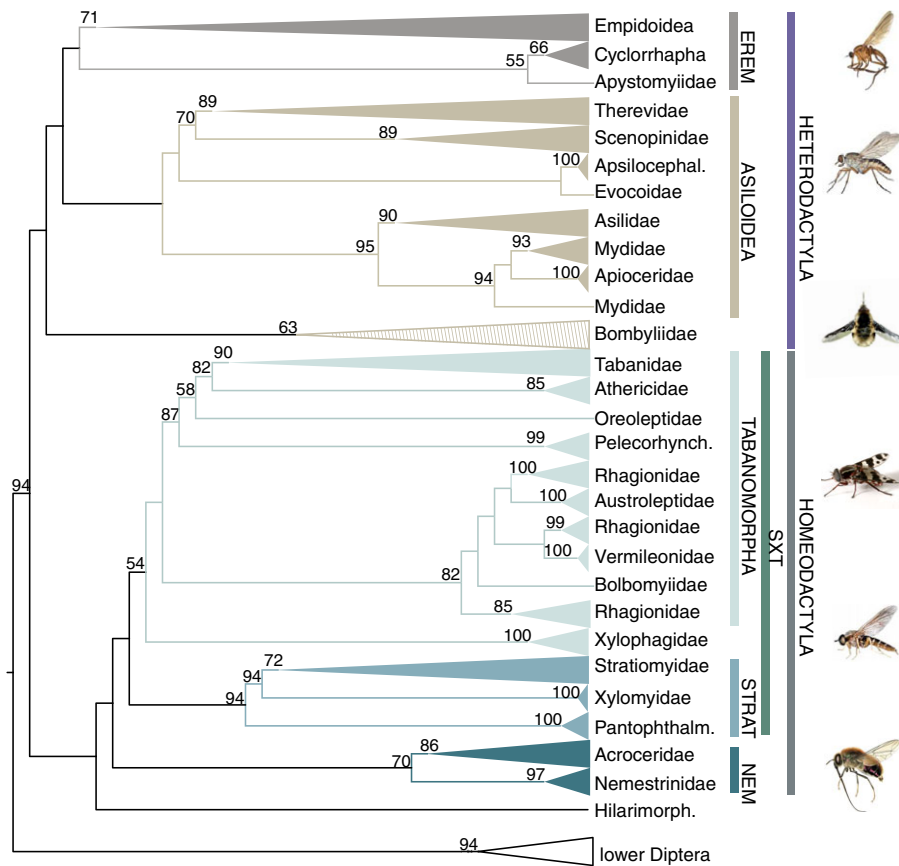 71
Empidoidea
66
Cyclorrhapha
55
Apystomyiidae
EREM
89
Therevidae
70
89
Scenopinidae
100
Apsilocephal.
Evocoidae
90
Asilidae
95
93
Mydidae
94
100
Apioceridae
Mydidae
ASILOIDEA
63
Bombyliidae
HETERODACTYLA
90
Tabanidae
82
85
Athericidae
58
Oreoleptidae
87
99
Pelecorhynch.
100
Rhagionidae
94
100
Austroleptidae
99
Rhagionidae
54
100
Vermileonidae
82
Bolbomyiidae
85
Rhagionidae
100
Xylophagidae
TABANOMORPHA
SXT
HOMEODACTYLA
72
Stratiomyidae
94
94
100
Xylomyidae
100
Pantophthalm.
STRAT
86
Acroceridae
70
97
Nemestrinidae
NEM
Hilarimorph.
94
lower Diptera